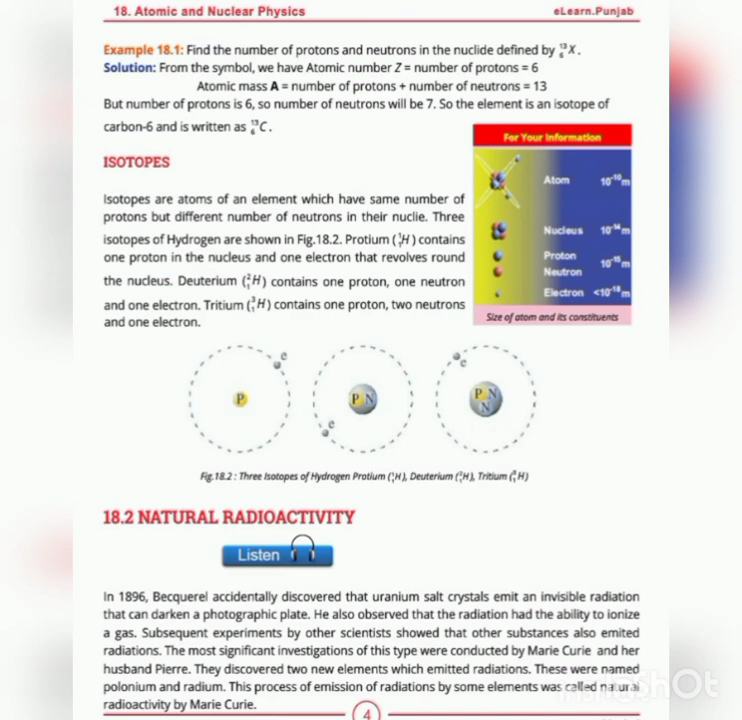 18. Atomic and Nuclear Physics eLearn.Punjab
Example 18.1: Find the number of protons and neutrons in the nuclide defined by ¹³₆X.
Solution: From the symbol, we have Atomic number Z = number of protons = 6
Atomic mass A = number of protons + number of neutrons = 13
But number of protons is 6, so number of neutrons will be 7. So the element is an isotope of
carbon-6 and is written as ¹³₆C.
For Your Information
Atom 10⁻¹⁰m
Nucleus 10⁻¹⁴m
Proton
Neutron 10⁻¹⁵m
Electron <10⁻¹⁸m
Size of atom and its constituents
ISOTOPES
Isotopes are atoms of an element which have same number of
protons but different number of neutrons in their nuclie. Three
isotopes of Hydrogen are shown in Fig.18.2. Protium (¹₁H) contains
one proton in the nucleus and one electron that revolves round
the nucleus. Deuterium (²₁H) contains one proton, one neutron
and one electron. Tritium (³₁H) contains one proton, two neutrons
and one electron.
e
P
P N
e
e
P N
N
Fig.18.2 : Three Isotopes of Hydrogen Protium (¹₁H), Deuterium (²₁H), Tritium (³₁H)
18.2 NATURAL RADIOACTIVITY
Listen
In 1896, Becquerel accidentally discovered that uranium salt crystals emit an invisible radiation
that can darken a photographic plate. He also observed that the radiation had the ability to ionize
a gas. Subsequent experiments by other scientists showed that other substances also emited
radiations. The most significant investigations of this type were conducted by Marie Curie and her
husband Pierre. They discovered two new elements which emitted radiations. These were named
polonium and radium. This process of emission of radiations by some elements was called natural
radioactivity by Marie Curie.
4